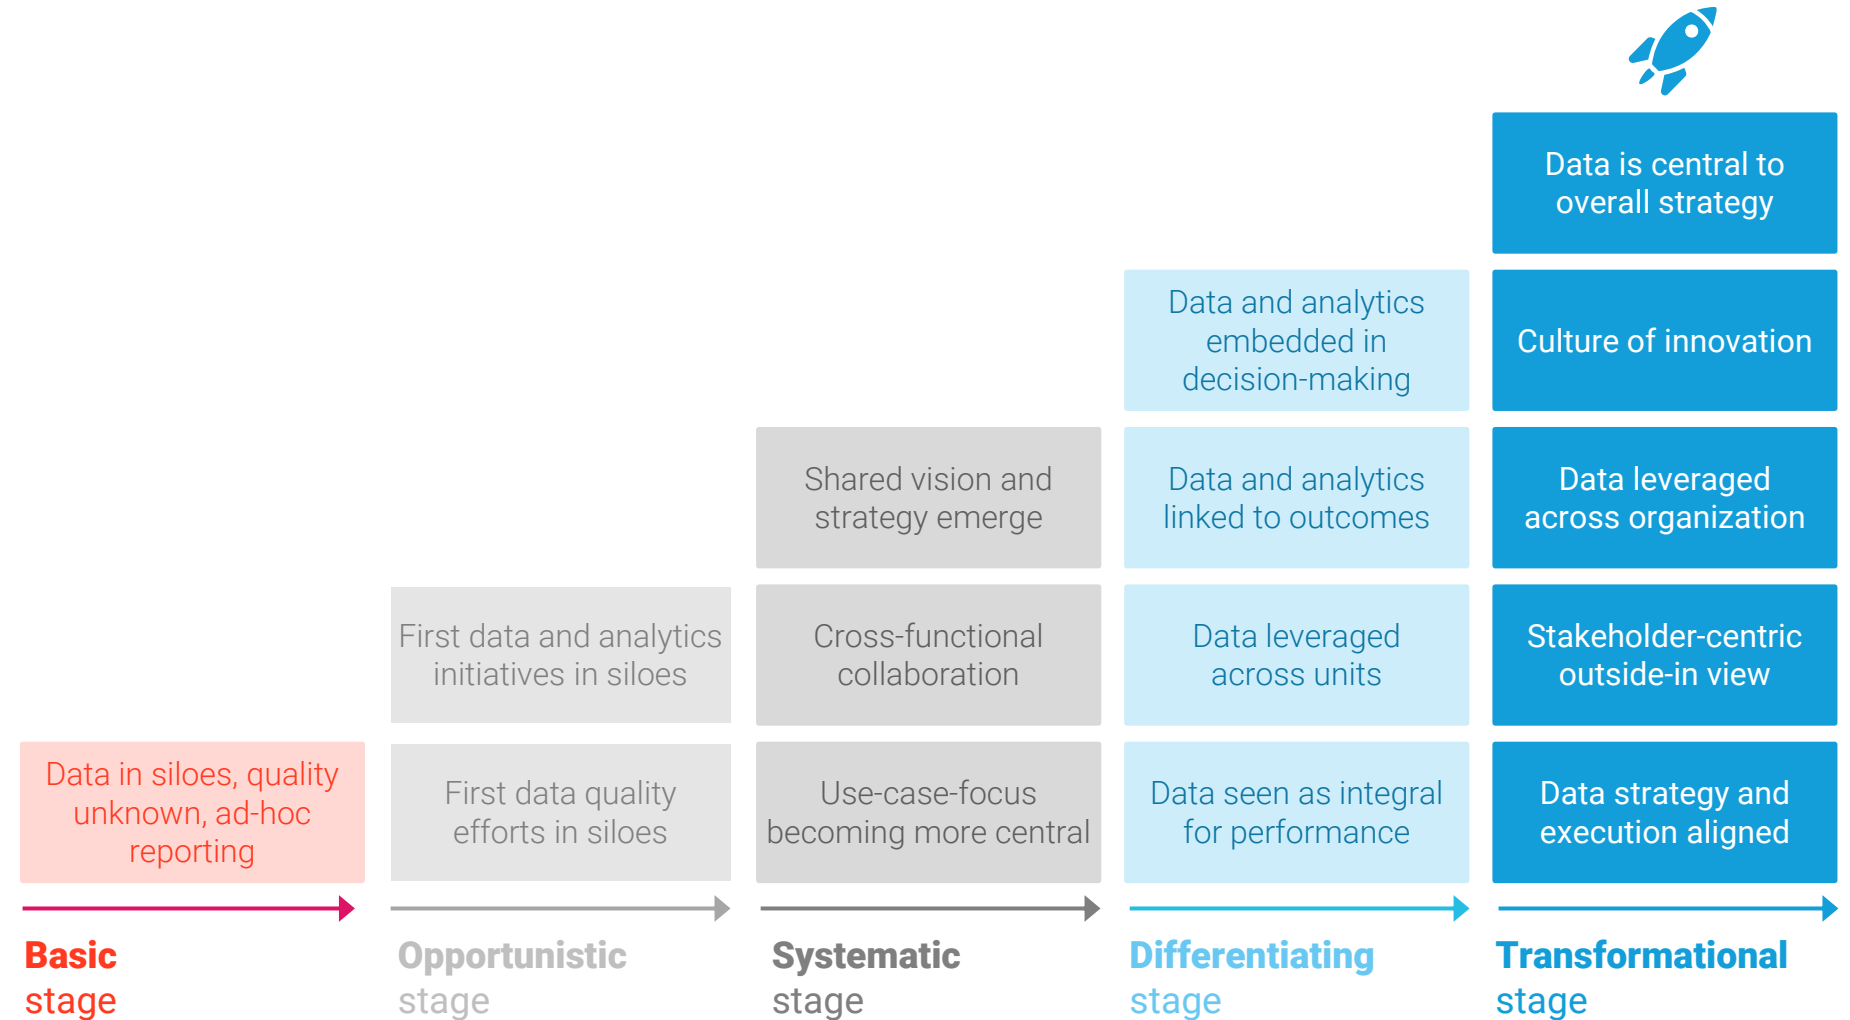 Data is central to
overall strategy
Data and analytics
embedded in
decision-making
Culture of innovation
Shared vision and
strategy emerge
Data and analytics
linked to outcomes
Data leveraged
across organization
First data and analytics
initiatives in siloes
Cross-functional
collaboration
Data leveraged
across units
Stakeholder-centric
outside-in view
Data in siloes, quality
unknown, ad-hoc
reporting
First data quality
efforts in siloes
Use-case-focus
becoming more central
Data seen as integral
for performance
Data strategy and
execution aligned
Basic
stage
Opportunistic
stage
Systematic
stage
Differentiating
stage
Transformational
stage